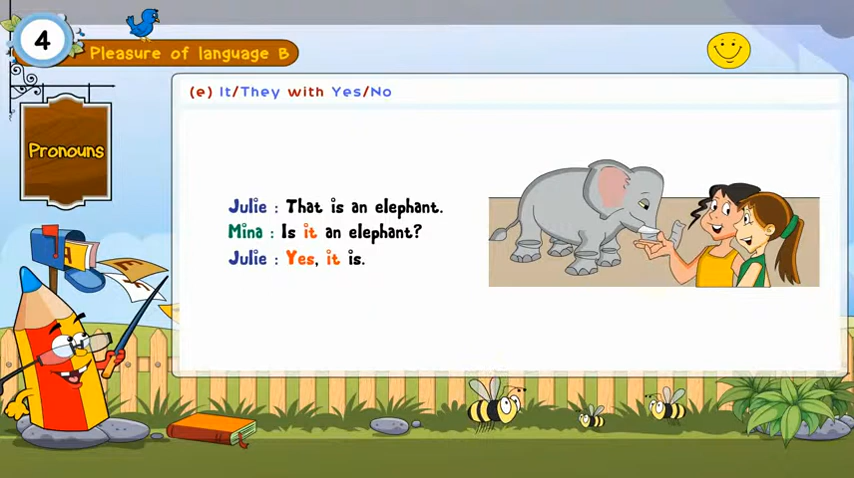 4
Pleasure of language B
(e) It/They with Yes/No
Pronouns
Julie : That is an elephant.
Mina : Is it an elephant?
Julie : Yes, it is.
A
E
F